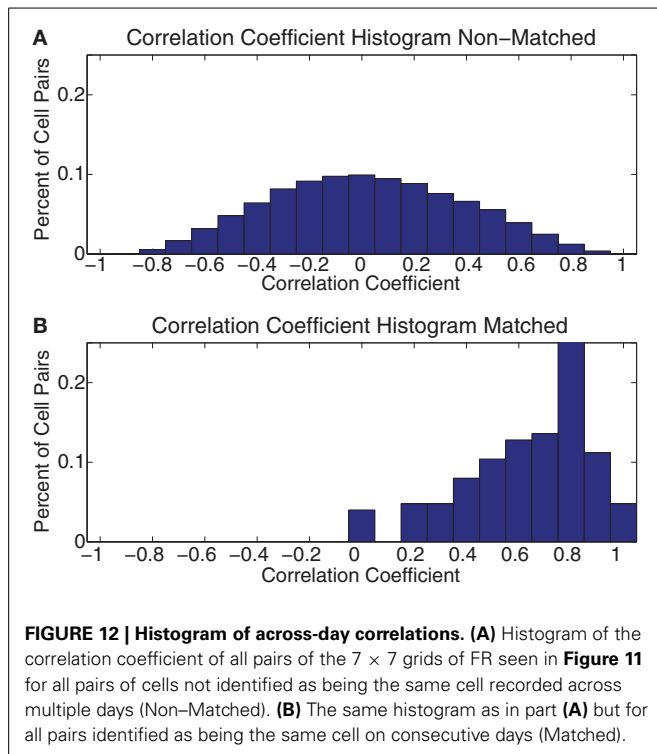 A
Correlation Coefficient Histogram Non−Matched
Percent of Cell Pairs
0.2
0.1
0
−1 −0.8 −0.6 −0.4 −0.2 0 0.2 0.4 0.6 0.8 1
Correlation Coefficient
B
Correlation Coefficient Histogram Matched
Percent of Cell Pairs
0.2
0.1
0
−1 −0.8 −0.6 −0.4 −0.2 0 0.2 0.4 0.6 0.8 1
Correlation Coefficient
FIGURE 12 | Histogram of across-day correlations. (A) Histogram of the
correlation coefficient of all pairs of the 7 × 7 grids of FR seen in Figure 11
for all pairs of cells not identified as being the same cell recorded across
multiple days (Non–Matched). (B) The same histogram as in part (A) but for
all pairs identified as being the same cell on consecutive days (Matched).